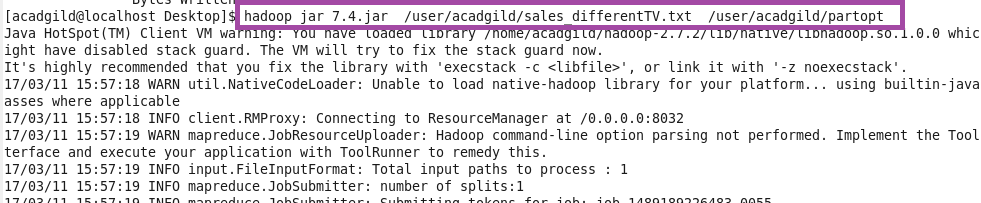 Bytes Written
[acadgild@localhost Desktop]$ hadoop jar 7.4.jar  /user/acadgild/sales_differentTV.txt  /user/acadgild/partopt
Java HotSpot(TM) Client VM warning: You have loaded library /home/acadgild/hadoop-2.7.2/lib/native/libhadoop.so.1.0.0 whic
ight have disabled stack guard. The VM will try to fix the stack guard now.
It's highly recommended that you fix the library with 'execstack -c <libfile>', or link it with '-z noexecstack'.
17/03/11 15:57:18 WARN util.NativeCodeLoader: Unable to load native-hadoop library for your platform... using builtin-java
asses where applicable
17/03/11 15:57:18 INFO client.RMProxy: Connecting to ResourceManager at /0.0.0.0:8032
17/03/11 15:57:19 WARN mapreduce.JobResourceUploader: Hadoop command-line option parsing not performed. Implement the Tool
terface and execute your application with ToolRunner to remedy this.
17/03/11 15:57:19 INFO input.FileInputFormat: Total input paths to process : 1
17/03/11 15:57:19 INFO mapreduce.JobSubmitter: number of splits:1
17/03/11 15:57:19 INFO mapreduce.JobSubmitter: Submitting tokens for job: job_1489189226483_0055